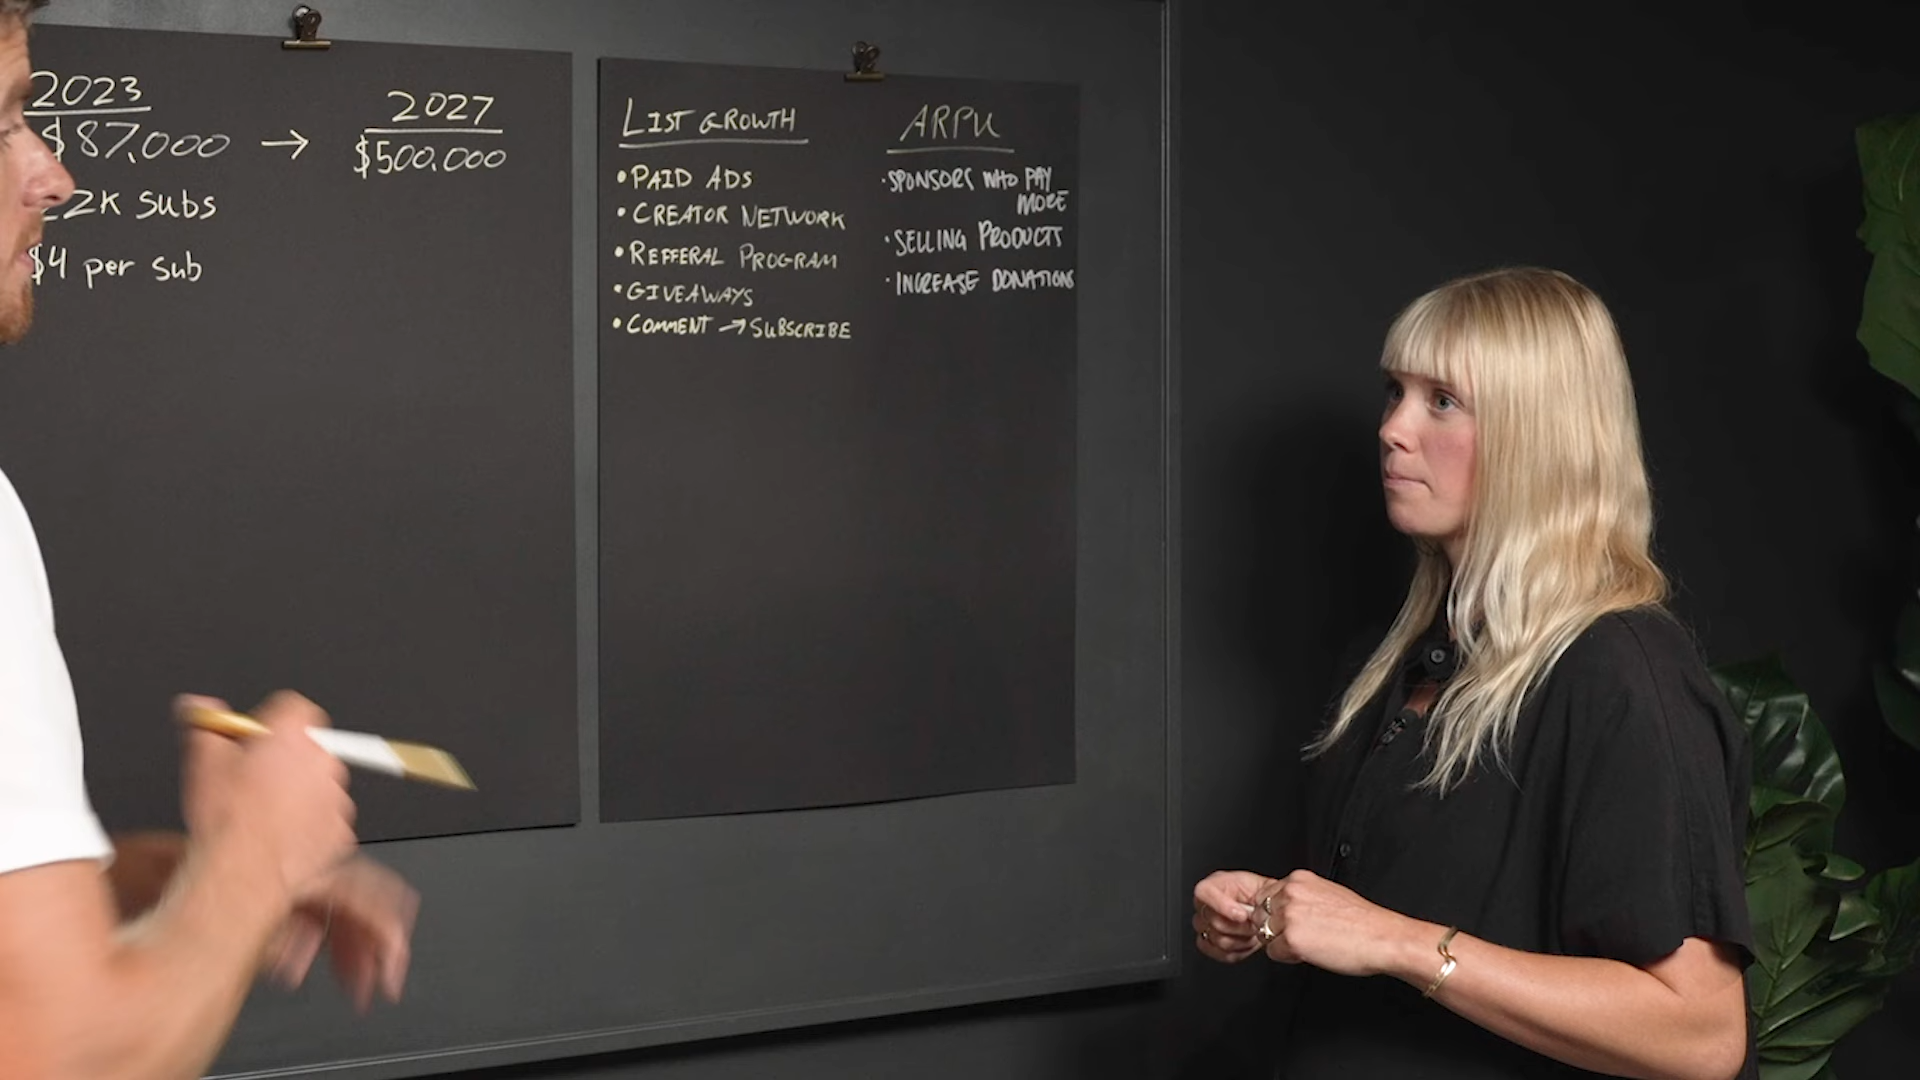 2023
$87,000
22K Subs
$4 per sub
→
2027
$500,000
LIST GROWTH
• PAID ADS
• CREATOR NETWORK
• REFFERAL PROGRAM
• GIVEAWAYS
• COMMENT → SUBSCRIBE
ARPU
· SPONSORS WHO PAY
MORE
· SELLING PRODUCTS
· INCREASE DONATIONS